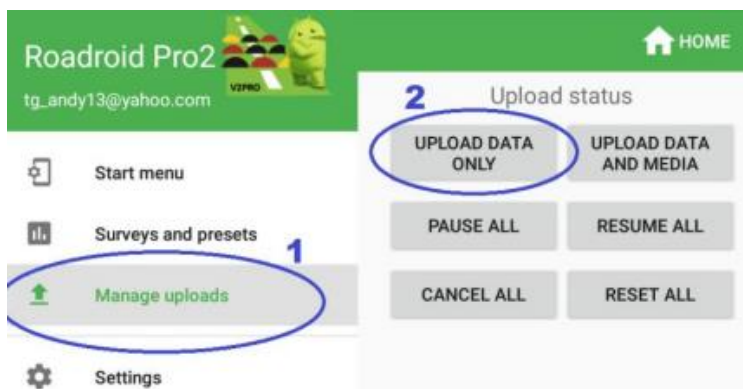 Roadroid Pro2
V2PRO
tg_andy13@yahoo.com
Start menu
Surveys and presets
1
Manage uploads
Settings
HOME
2
Upload status
UPLOAD DATA
ONLY
UPLOAD DATA
AND MEDIA
PAUSE ALL
RESUME ALL
CANCEL ALL
RESET ALL